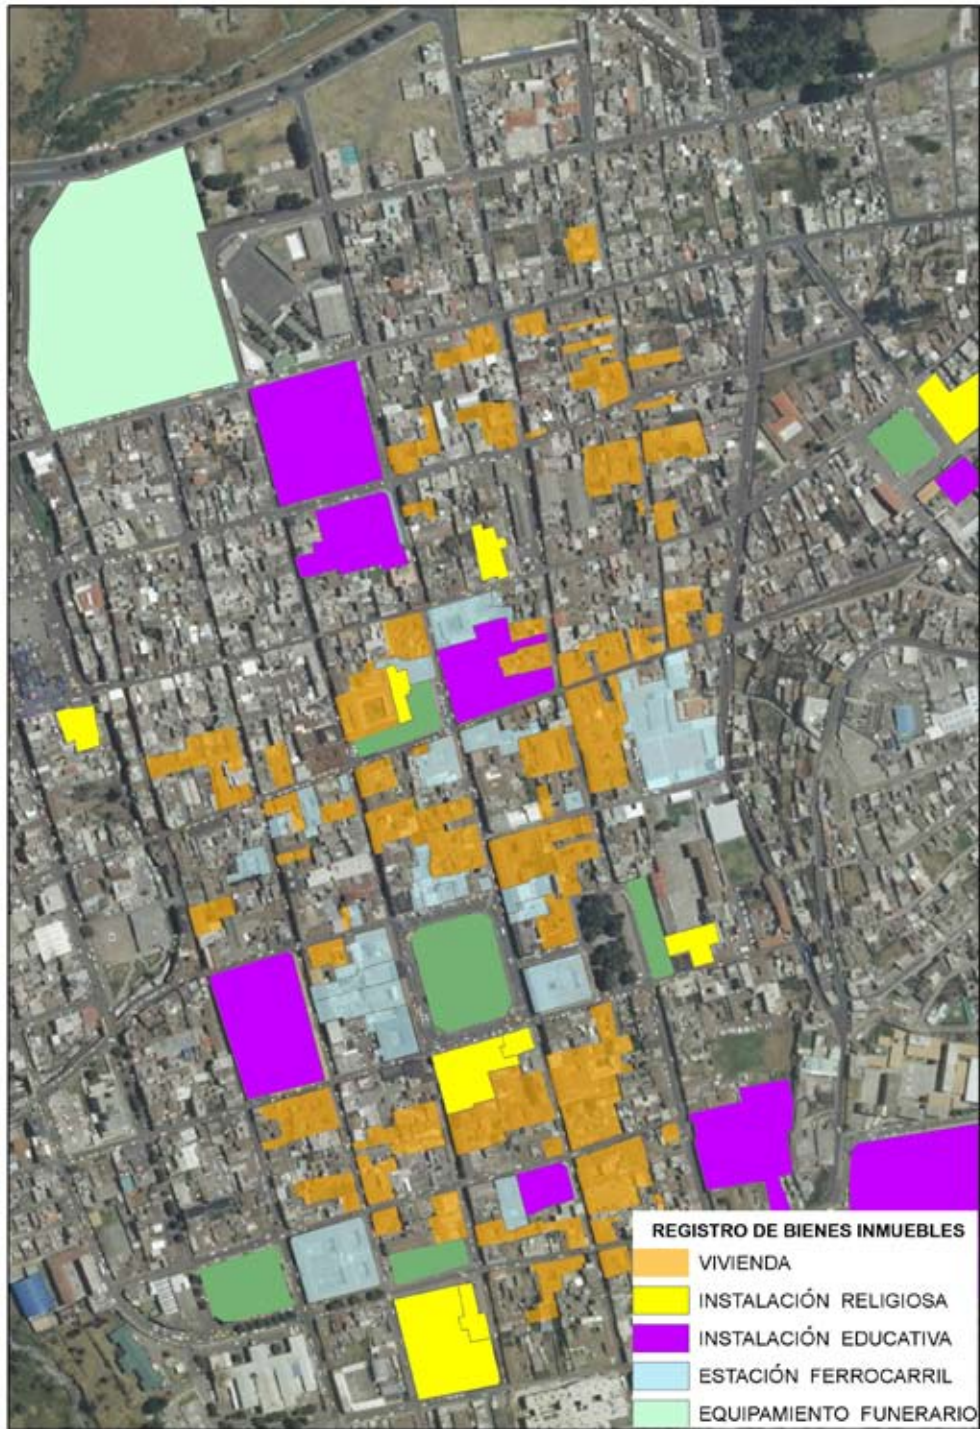 REGISTRO DE BIENES INMUEBLES
VIVIENDA
INSTALACIÓN RELIGIOSA
INSTALACIÓN EDUCATIVA
ESTACIÓN FERROCARRIL
EQUIPAMIENTO FUNERARIO